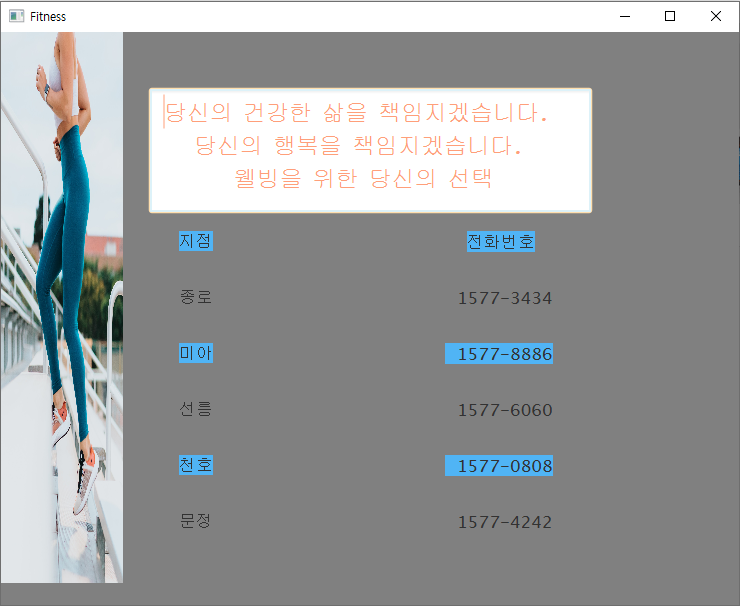 Fitness
당신의 건강한 삶을 책임지겠습니다.
당신의 행복을 책임지겠습니다.
웰빙을 위한 당신의 선택
지점 전화번호
종로 1577-3434
미아 1577-8886
선릉 1577-6060
천호 1577-0808
문정 1577-4242